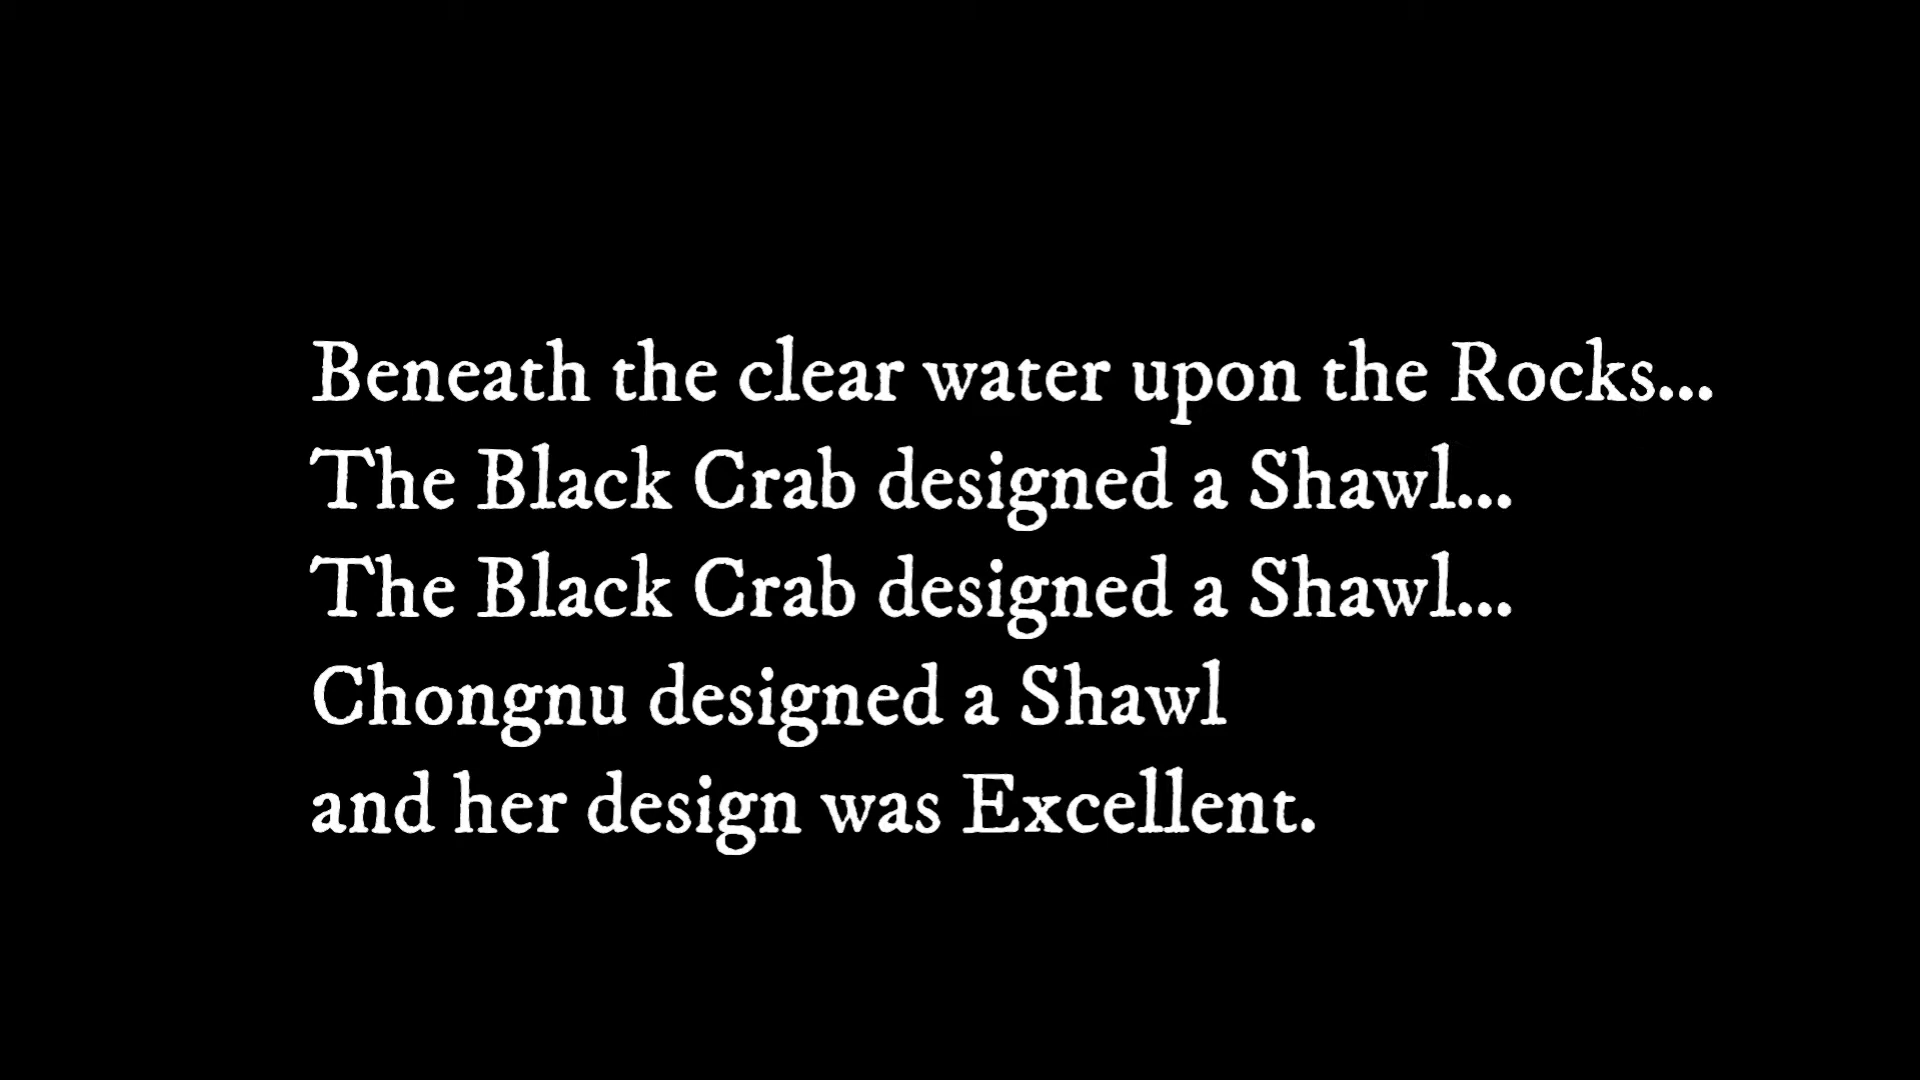 Beneath the clear water upon the Rocks...
The Black Crab designed a Shawl...
The Black Crab designed a Shawl...
Chongnu designed a Shawl
and her design was Excellent.